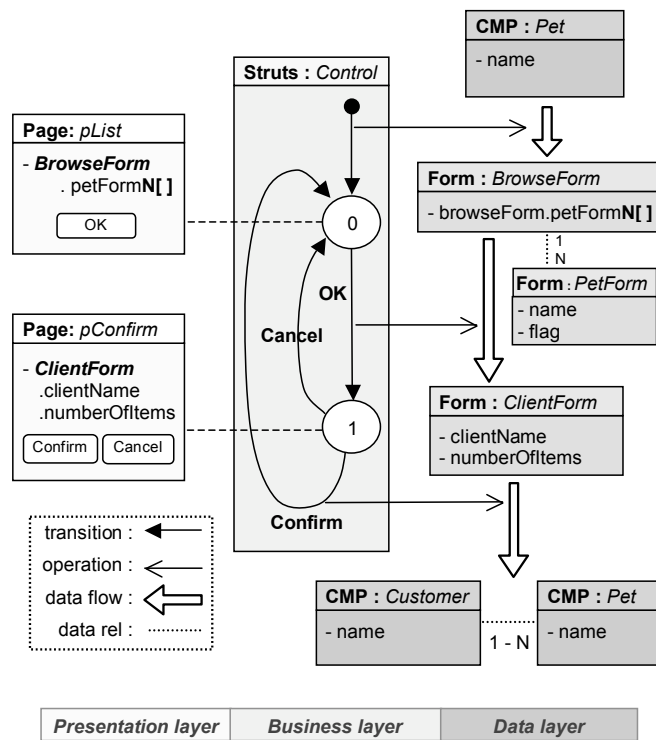 CMP : Pet
- name
Struts : Control
Page: pList
- BrowseForm
. petFormN[ ]
OK
0
Form : BrowseForm
- browseForm.petFormN[ ]
1
N
OK
Form : PetForm
- name
- flag
Page: pConfirm
- ClientForm
.clientName
.numberOfItems
Confirm
Cancel
Cancel
1
Form : ClientForm
- clientName
- numberOfItems
Confirm
transition :
operation :
data flow :
data rel :
CMP : Customer
- name
1 - N
CMP : Pet
- name
Presentation layer
Business layer
Data layer